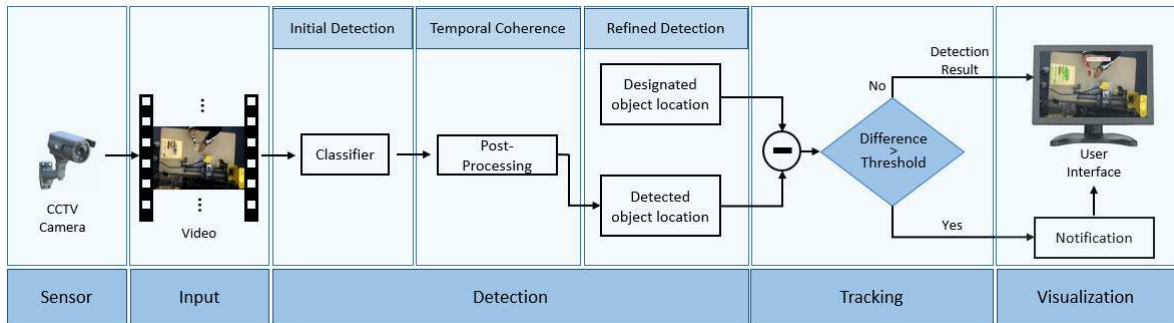 Initial Detection
Temporal Coherence
Refined Detection
CCTV
Camera
Video
Classifier
Post-
Processing
Designated
object location
Detected
object location
Difference
>
Threshold
No
Yes
Detection
Result
User
Interface
Notification
Sensor
Input
Detection
Tracking
Visualization